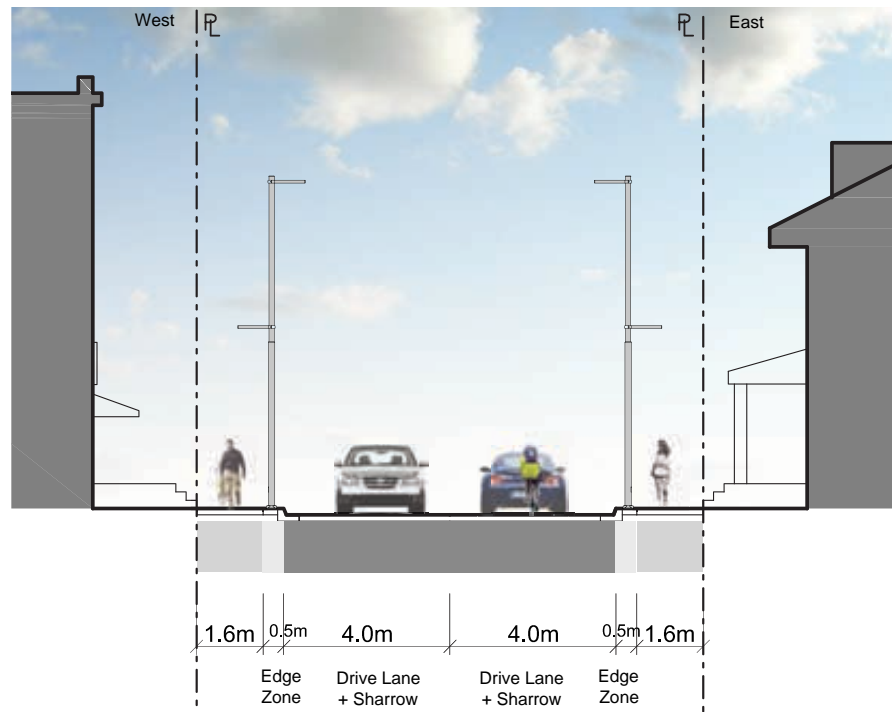 West
PL
PL
East
1.6m
0.5m
4.0m
4.0m
0.5m
1.6m
Edge
Zone
Drive Lane
+ Sharrow
Drive Lane
+ Sharrow
Edge
Zone